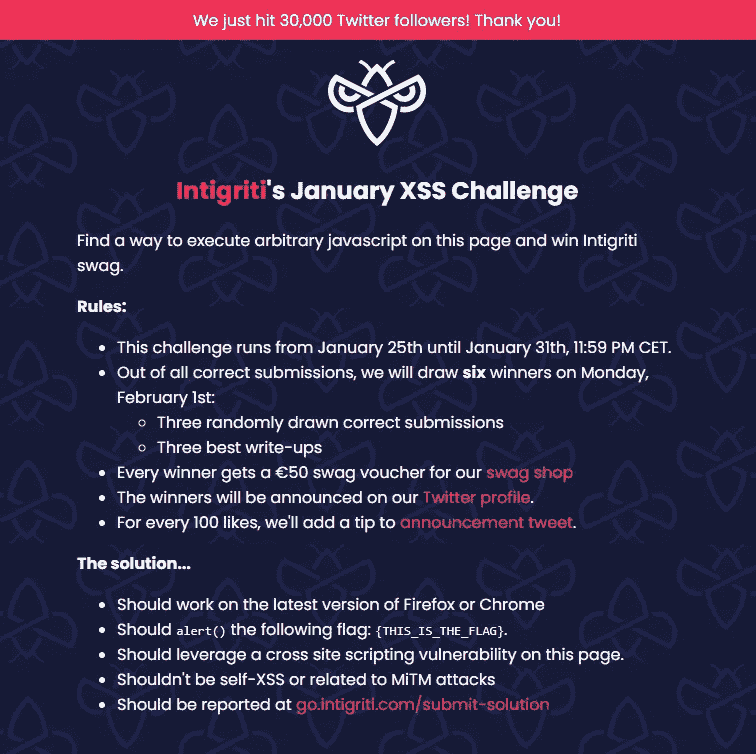 We just hit 30,000 Twitter followers! Thank you!
Intigriti's January XSS Challenge
Find a way to execute arbitrary javascript on this page and win Intigriti
swag.
Rules:
This challenge runs from January 25th until January 31th, 11:59 PM CET.
Out of all correct submissions, we will draw six winners on Monday,
February 1st:
Three randomly drawn correct submissions
Three best write-ups
Every winner gets a €50 swag voucher for our swag shop
The winners will be announced on our Twitter profile.
For every 100 likes, we'll add a tip to announcement tweet.
The solution...
Should work on the latest version of Firefox or Chrome
Should alert() the following flag: {THIS_IS_THE_FLAG}.
Should leverage a cross site scripting vulnerability on this page.
Shouldn't be self-XSS or related to MiTM attacks
Should be reported at go.intigriti.com/submit-solution